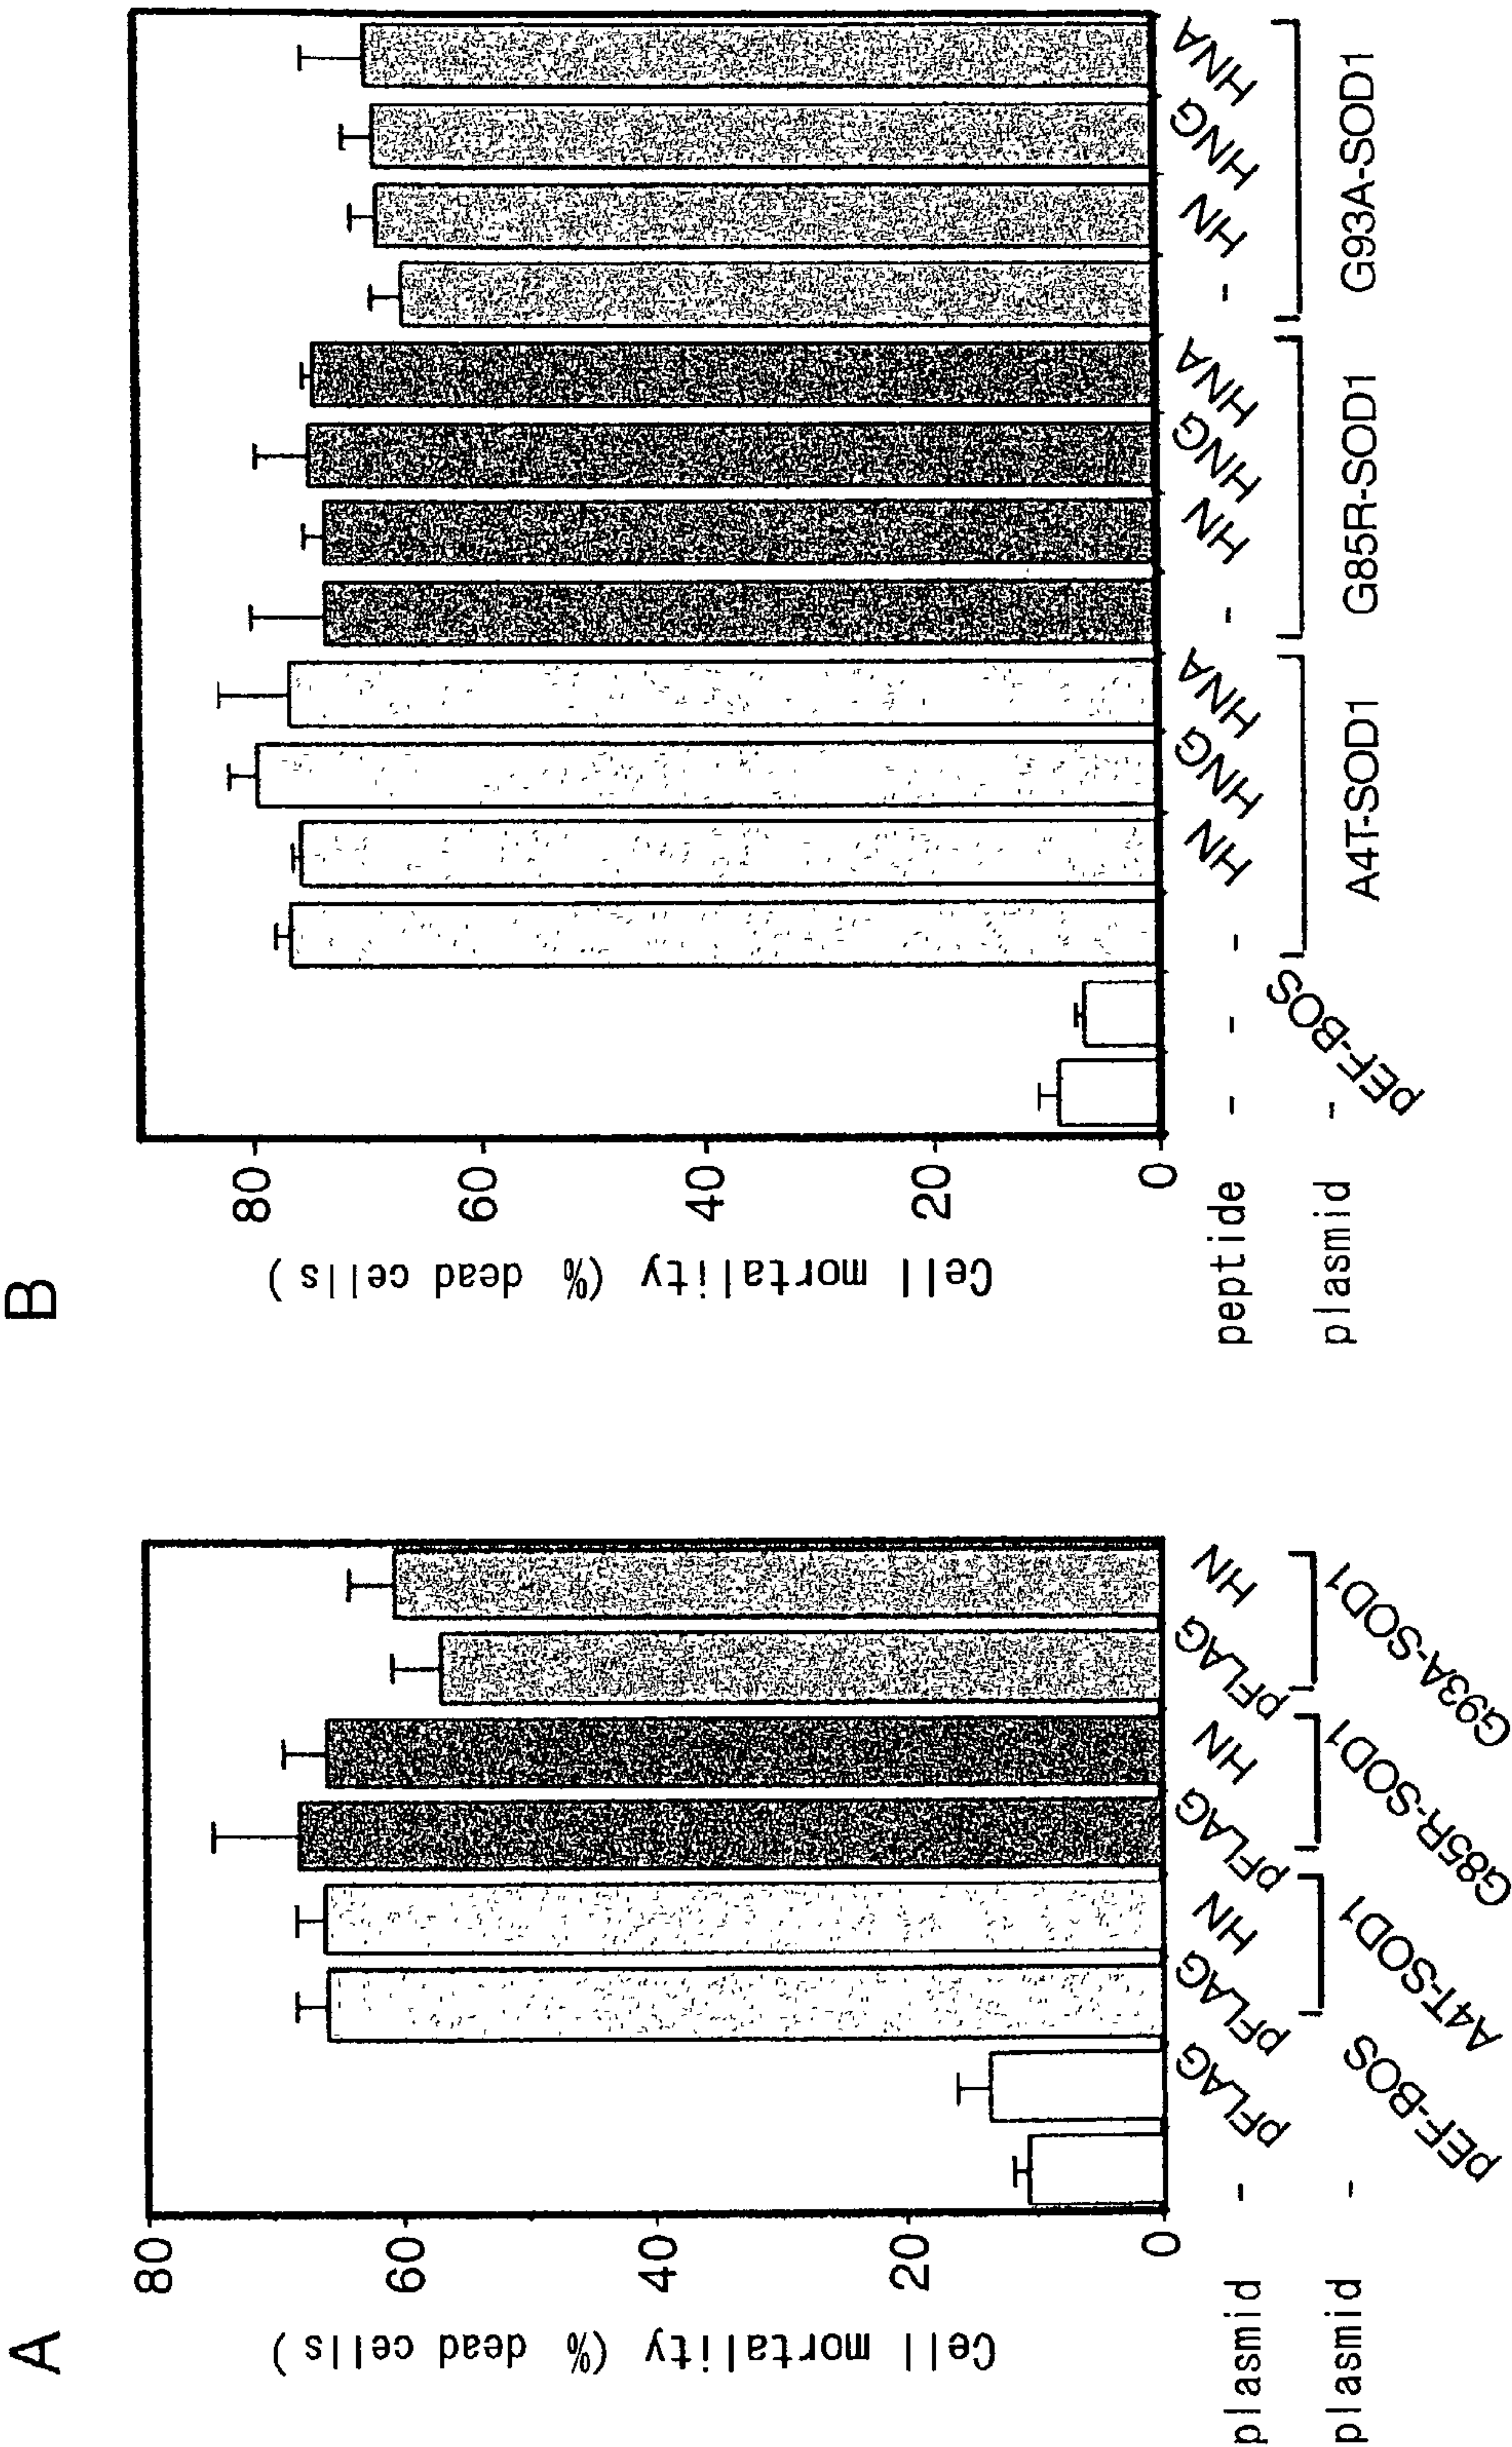 A
Cell mortality (% dead cells)
80
60
40
20
0
plasmid - pFLAG pFLAG HN pFLAG HN pFLAG HN
plasmid - pEF-BOS A4T-SOD1 G85R-SOD1 G93A-SOD1
B
Cell mortality (% dead cells)
80
60
40
20
0
peptide - - - HN HNG HNA - HN HNG HNA - HN HNG HNA
plasmid - pEF-BOS A4T-SOD1 G85R-SOD1 G93A-SOD1